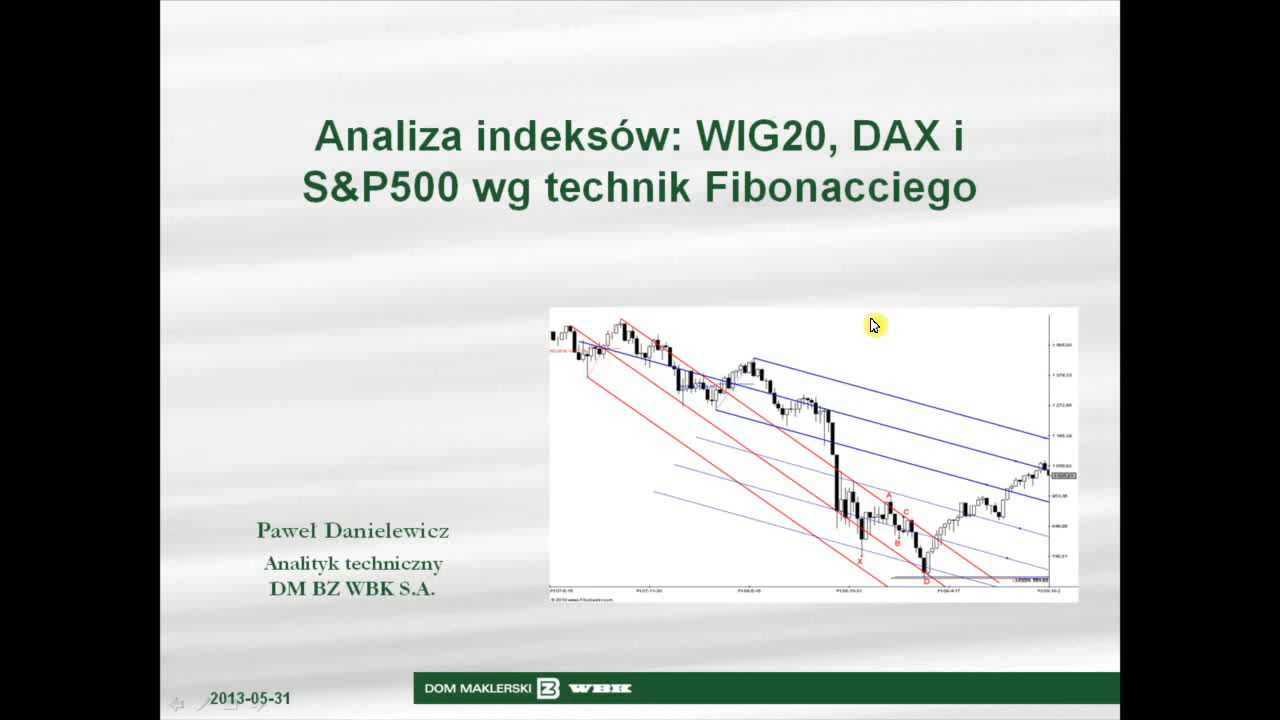 Analiza indeksów: WIG20, DAX i
S&P500 wg technik Fibonacciego
A
C
B
X
D
Paweł Danielewicz
Analityk techniczny
DM BZ WBK S.A.
2013-05-31
DOM MAKLERSKI Z WBK